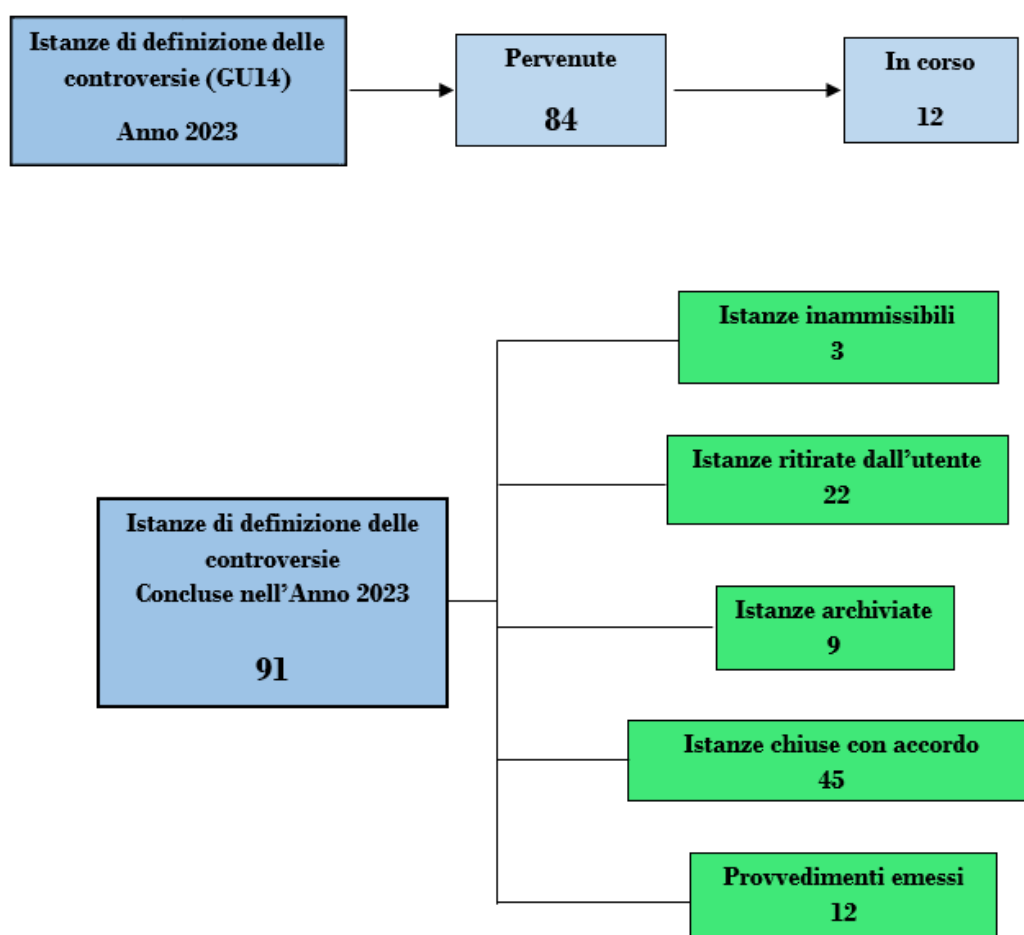 Istanze di definizione delle
controversie (GU14)
Anno 2023
Pervenute
84
In corso
12
Istanze inammissibili
3
Istanze ritirate dall'utente
22
Istanze di definizione delle
controversie
Concluse nell'Anno 2023
91
Istanze archiviate
9
Istanze chiuse con accordo
45
Provvedimenti emessi
12